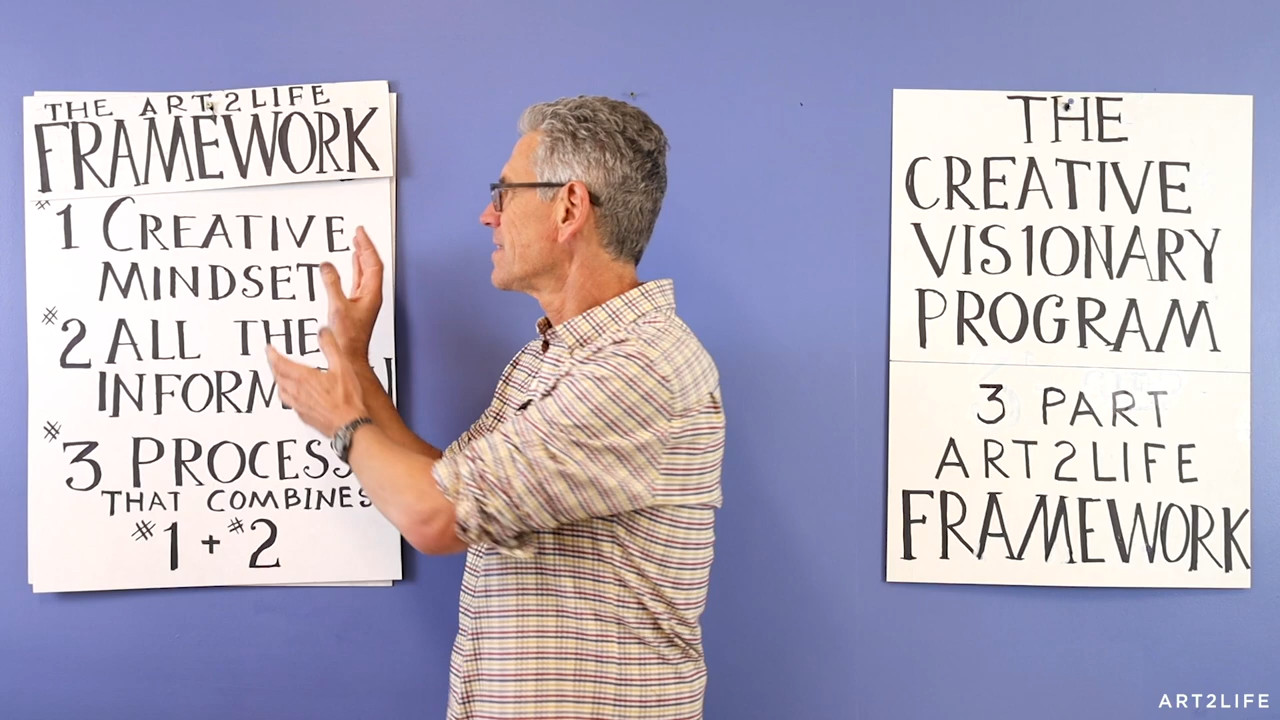 THE ART2LIFE
FRAMEWORK
#1 CREATIVE
MINDSET
#2 ALL THE
#3 PROCESS
THAT COMBINES
#1 + #2
THE
CREATIVE
VISIONARY
PROGRAM
3 PART
ART2LIFE
FRAMEWORK
ART2LIFE